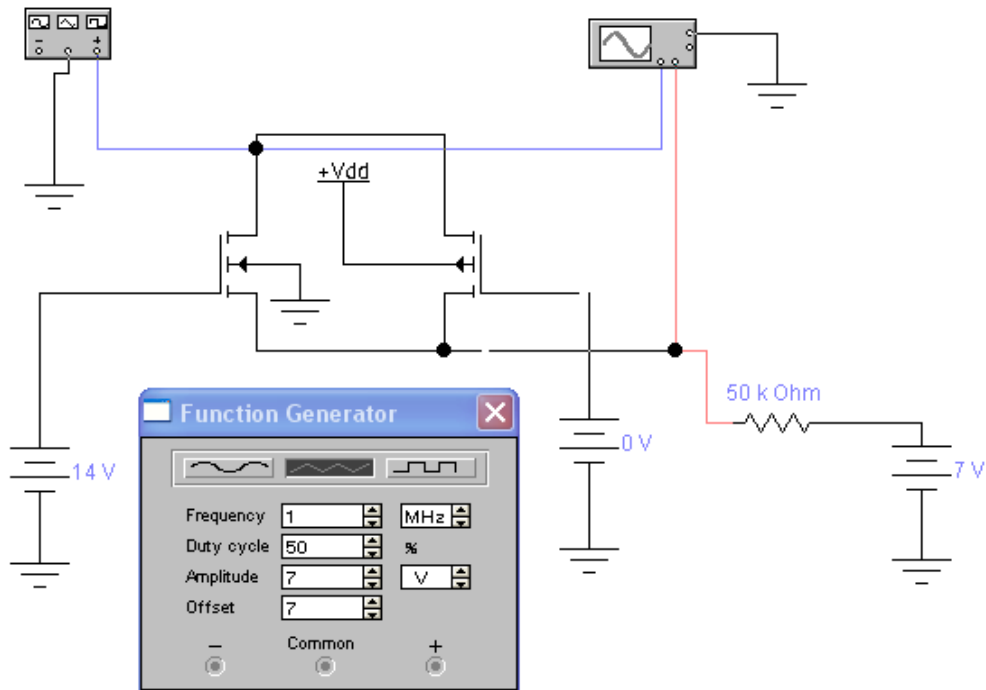 − +
+Vdd
50 k Ohm
14 V
0 V
7 V
Function Generator
Frequency 1 MHz
Duty cycle 50 %
Amplitude 7 V
Offset 7
− Common +